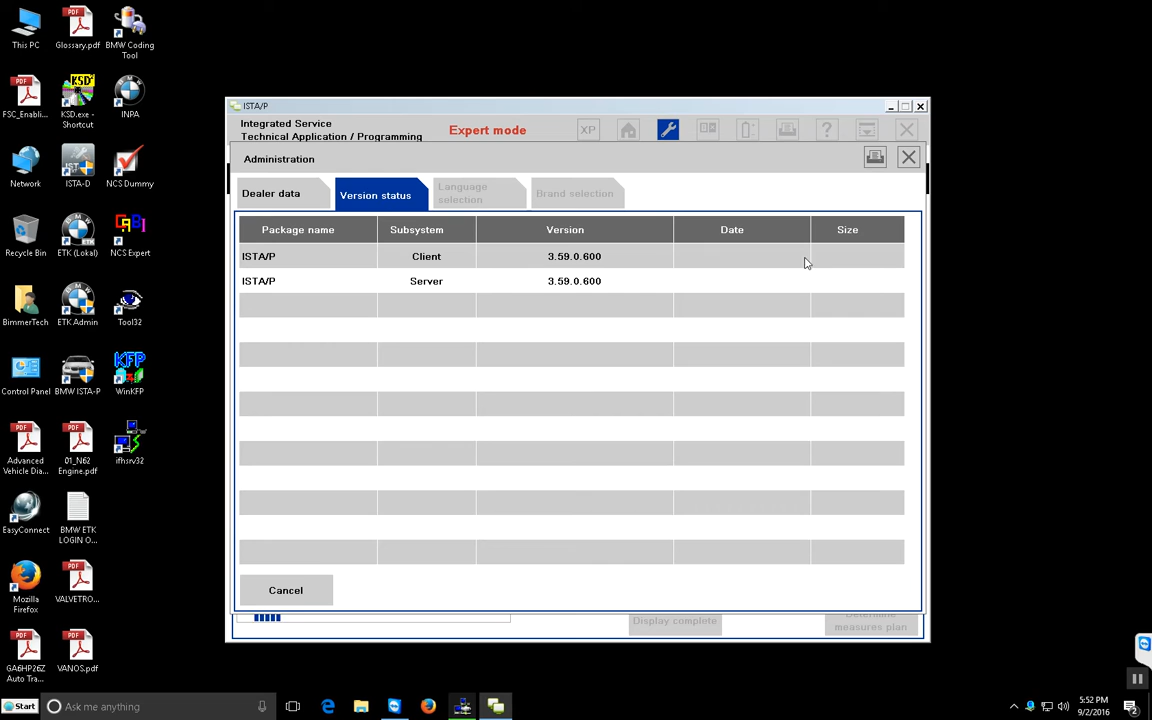 This PC
Glossary.pdf
BMW Coding
Tool
FSC_Enabli...
KSD.exe -
Shortcut
INPA
Network
ISTA-D
NCS Dummy
Recycle Bin
ETK (Lokal)
NCS Expert
BimmerTech
ETK Admin
Tool32
Control Panel
BMW ISTA-P
WinKFP
Advanced
Vehicle Dia...
01_N62
Engine.pdf
ifhsrv32
EasyConnect
BMW ETK
LOGIN O...
Mozilla
Firefox
VALVETRO...
GA6HP26Z
Auto Tra...
VANOS.pdf
ISTA/P
Integrated Service
Technical Application / Programming
Expert mode
XP
?
Administration
Dealer data
Version status
Language
selection
Brand selection
Package name Subsystem Version Date Size
ISTA/P Client 3.59.0.600
ISTA/P Server 3.59.0.600
Cancel
Display complete
Determine
measures plan
Start
Ask me anything
5:52 PM
9/2/2016
2